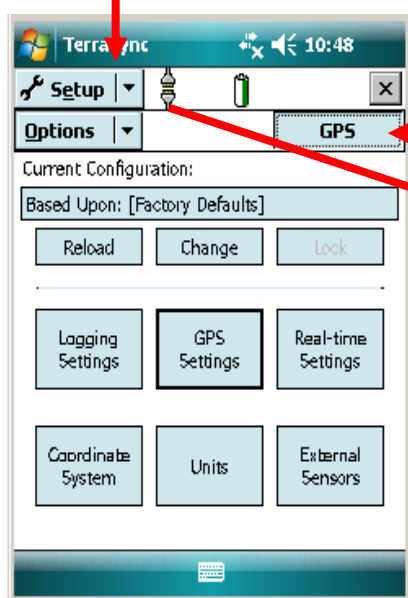 TerraSync 10:48
Setup
Options GPS
Current Configuration:
Based Upon: [Factory Defaults]
Reload Change Lock
Logging Settings
GPS Settings
Real-time Settings
Coordinate System
Units
External Sensors